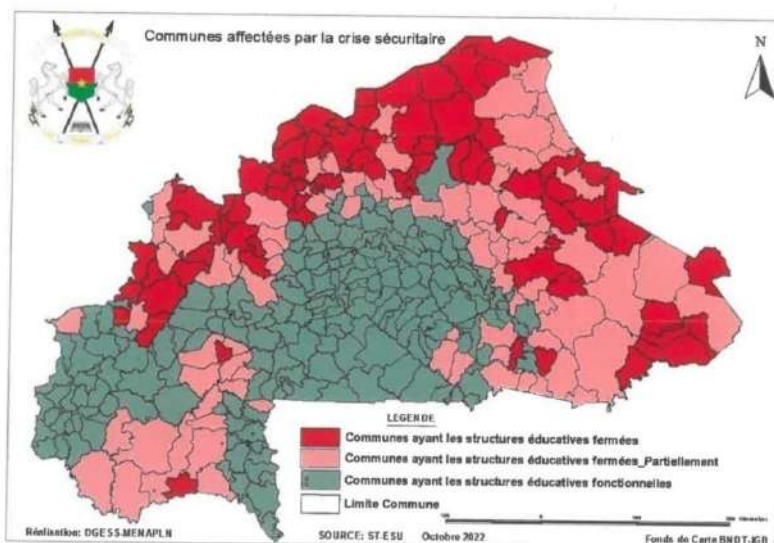 Communes affectées par la crise sécuritaire
N
LEGENDE
Communes ayant les structures éducatives fermées
Communes ayant les structures éducatives fermées_Partiellement
Communes ayant les structures éducatives fonctionnelles
Limite Commune
Réalisation: DGESS-MENAPLN
SOURCE: ST-ESU Octobre 2022
Fonds de Carte BNDT-IGB